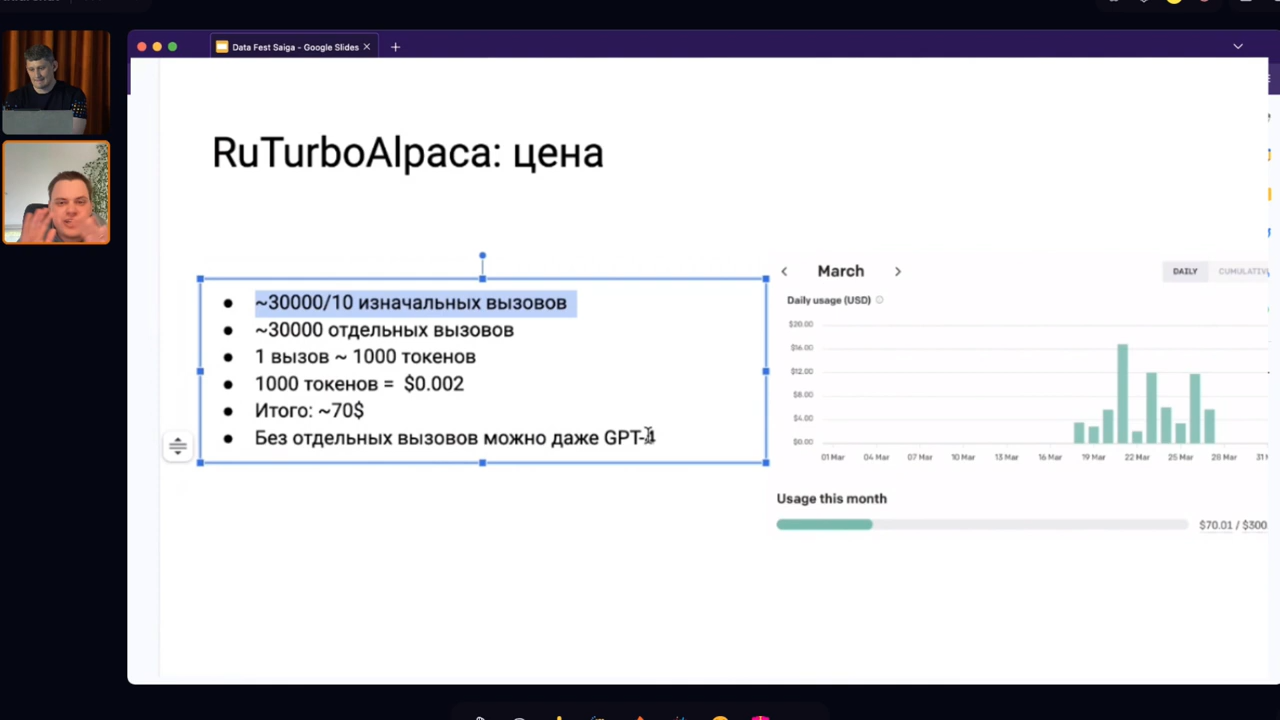 Data Fest Saiga - Google Slides
RuTurboAlpaca: цена
~30000/10 изначальных вызовов
~30000 отдельных вызовов
1 вызов ~ 1000 токенов
1000 токенов = $0.002
Итого: ~70$
Без отдельных вызовов можно даже GPT-
March
DAILY
Daily usage (USD)
$20.00
$16.00
$12.00
$8.00
$4.00
$0.00
01 Mar 04 Mar 07 Mar 10 Mar 13 Mar 16 Mar 19 Mar 22 Mar 25 Mar 28 Mar 31
Usage this month
$70.01 / $300